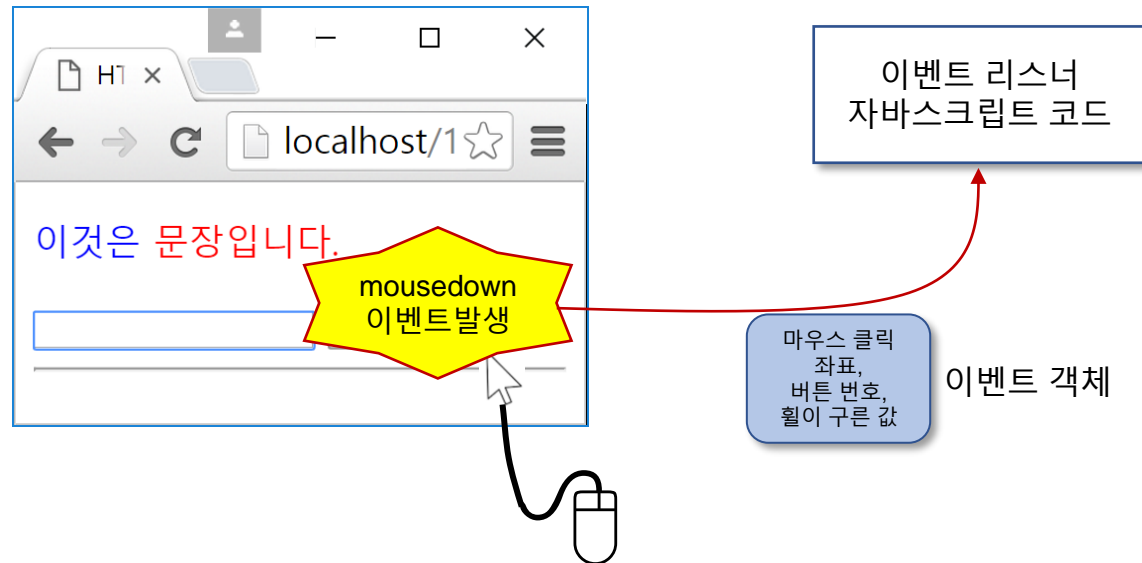 HT
localhost/1
이것은 문장입니다.
mousedown
이벤트발생
이벤트 리스너
자바스크립트 코드
마우스 클릭
좌표,
버튼 번호,
휠이 구른 값
이벤트 객체